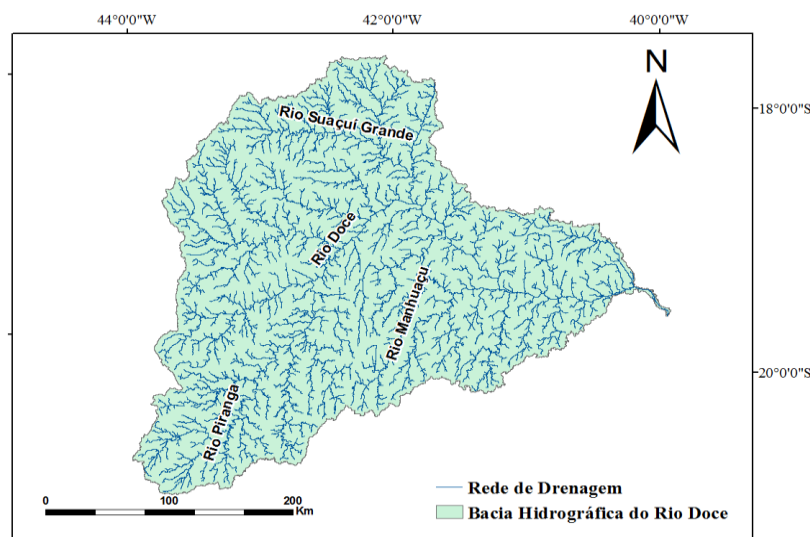 44°0'0"W
42°0'0"W
40°0'0"W
N
18°0'0"S
Rio Suaçuí Grande
Rio Doce
Rio Manhuaçu
20°0'0"S
Rio Piranga
0
100
200
Km
Rede de Drenagem
Bacia Hidrográfica do Rio Doce